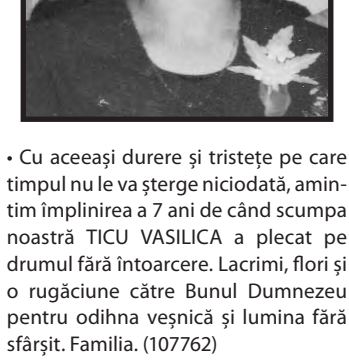 • Cu aceeași durere și tristețe pe care
timpul nu le va șterge niciodată, amin-
tim împlinirea a 7 ani de când scumpa
noastră TICU VASILICA a plecat pe
drumul fără întoarcere. Lacrimi, flori și
o rugăciune către Bunul Dumnezeu
pentru odihna veșnică și lumina fără
sfârșit. Familia. (107762)